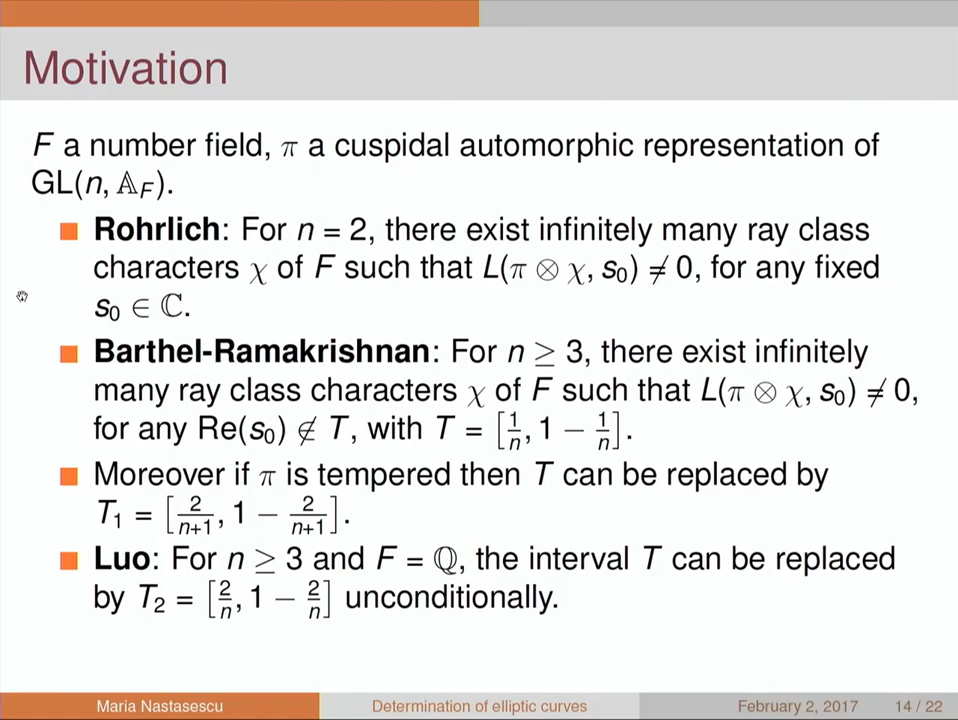 Motivation
F a number field, π a cuspidal automorphic representation of
GL(n, 𝔸_F).
Rohrlich: For n = 2, there exist infinitely many ray class
characters χ of F such that L(π ⊗ χ, s₀) ≠ 0, for any fixed
s₀ ∈ ℂ.
Barthel-Ramakrishnan: For n ≥ 3, there exist infinitely
many ray class characters χ of F such that L(π ⊗ χ, s₀) ≠ 0,
for any Re(s₀) ∉ T, with T = [1/n, 1 − 1/n].
Moreover if π is tempered then T can be replaced by
T₁ = [2/(n+1), 1 − 2/(n+1)].
Luo: For n ≥ 3 and F = ℚ, the interval T can be replaced
by T₂ = [2/n, 1 − 2/n] unconditionally.
Maria Nastasescu Determination of elliptic curves February 2, 2017 14 / 22